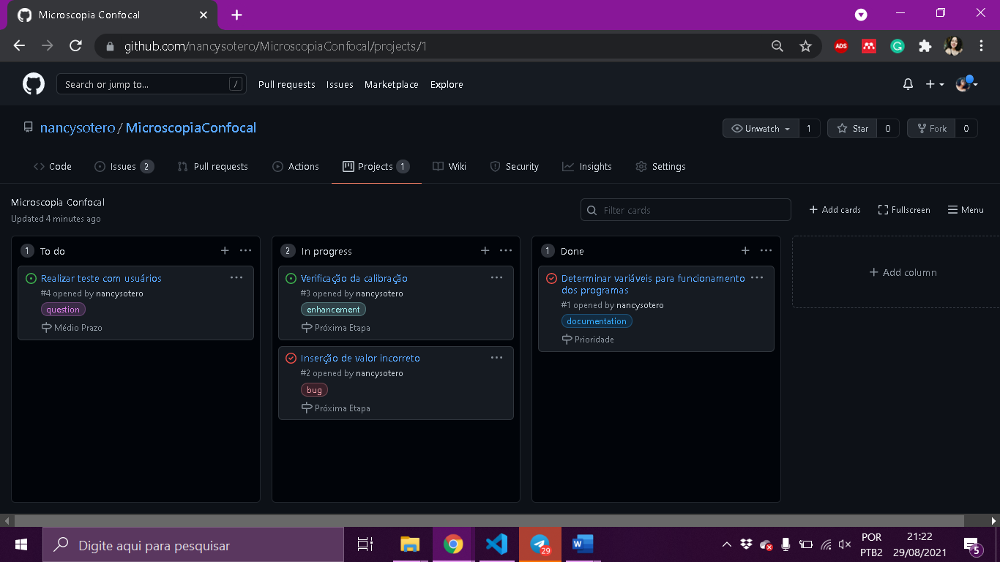 Microscopia Confocal
github.com/nancysotero/MicroscopiaConfocal/projects/1
ADS
Search or jump to...
/
Pull requests
Issues
Marketplace
Explore
nancysotero / MicroscopiaConfocal
Unwatch 1
Star 0
Fork 0
Code
Issues 2
Pull requests
Actions
Projects 1
Wiki
Security
Insights
Settings
Microscopia Confocal
Updated 4 minutes ago
Filter cards
Add cards
Fullscreen
Menu
1 To do
Realizar teste com usuários
#4 opened by nancysotero
question
Médio Prazo
2 In progress
Verificação da calibração
#3 opened by nancysotero
enhancement
Próxima Etapa
Inserção de valor incorreto
#2 opened by nancysotero
bug
Próxima Etapa
1 Done
Determinar variáveis para funcionamento
dos programas
#1 opened by nancysotero
documentation
Prioridade
Add column
Digite aqui para pesquisar
29
POR
PTB2
21:22
29/08/2021
5